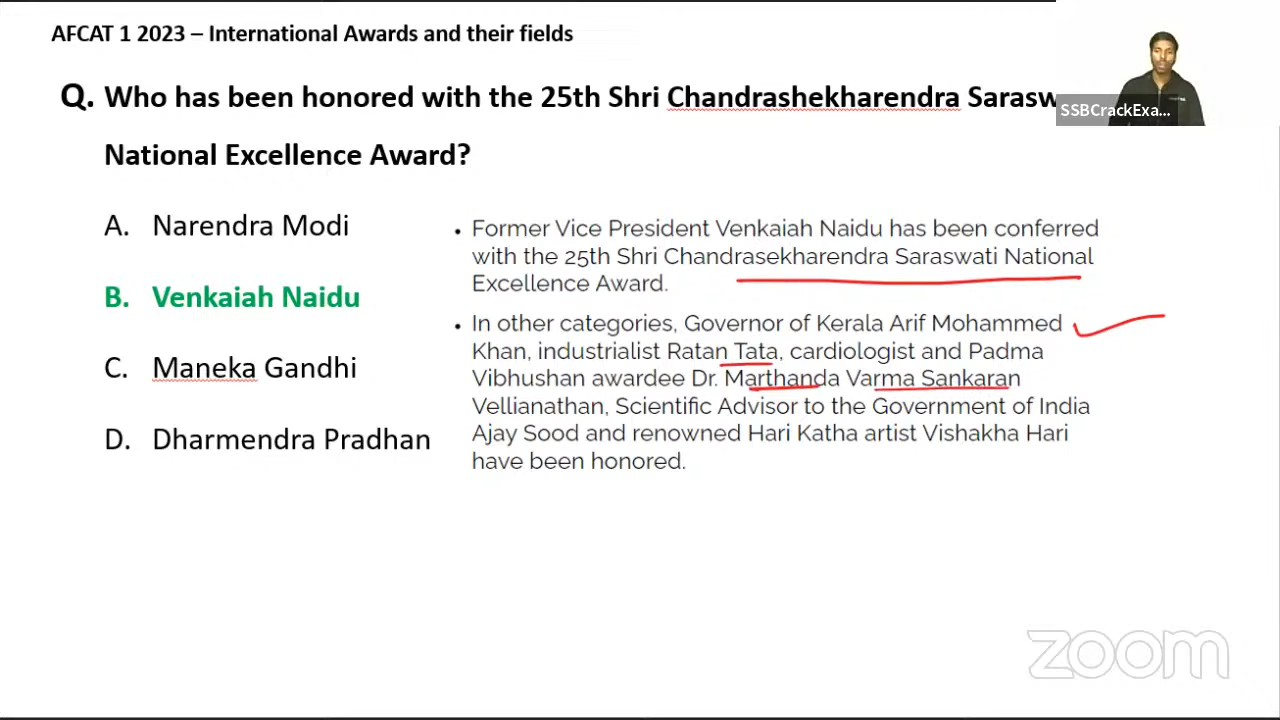 AFCAT 1 2023 – International Awards and their fields
Q. Who has been honored with the 25th Shri Chandrashekharendra Sarasw
SSBCrackExa...
National Excellence Award?
A. Narendra Modi
B. Venkaiah Naidu
C. Maneka Gandhi
D. Dharmendra Pradhan
• Former Vice President Venkaiah Naidu has been conferred
with the 25th Shri Chandrasekharendra Saraswati National
Excellence Award.
• In other categories, Governor of Kerala Arif Mohammed
Khan, industrialist Ratan Tata, cardiologist and Padma
Vibhushan awardee Dr. Marthanda Varma Sankaran
Vellianathan, Scientific Advisor to the Government of India
Ajay Sood and renowned Hari Katha artist Vishakha Hari
have been honored.
zoom